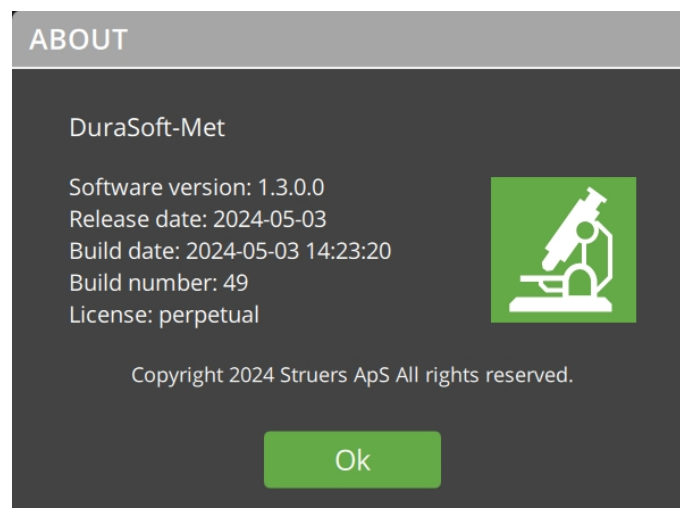 ABOUT
DuraSoft-Met
Software version: 1.3.0.0
Release date: 2024-05-03
Build date: 2024-05-03 14:23:20
Build number: 49
License: perpetual
Copyright 2024 Struers ApS All rights reserved.
Ok